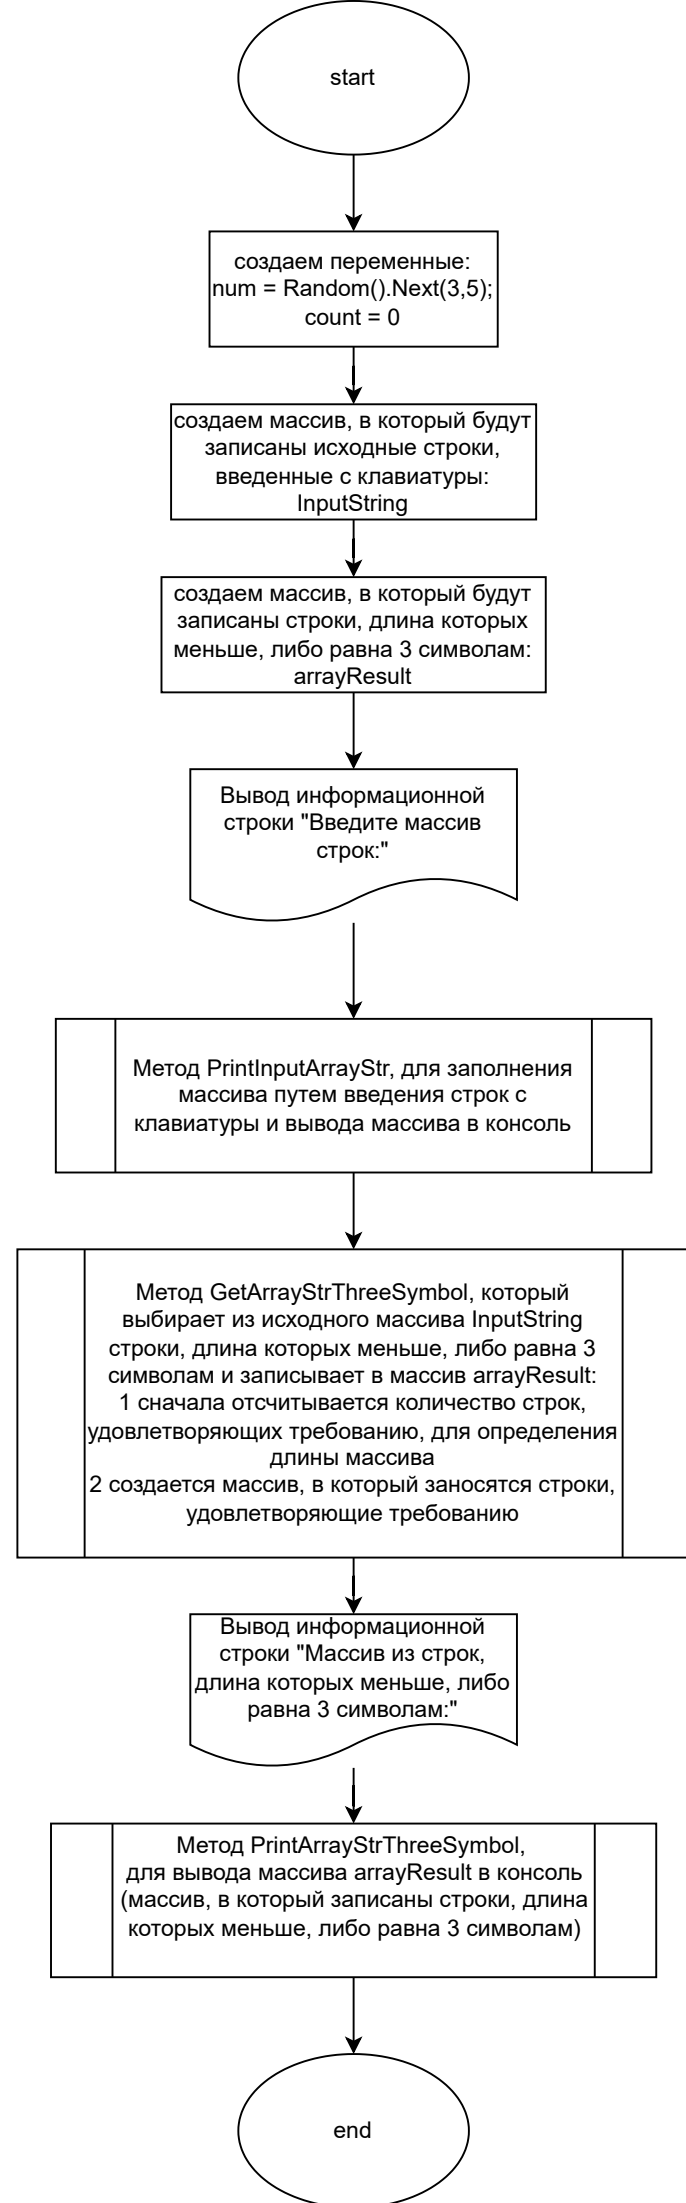 start
создаем переменные:
num = Random().Next(3,5);
count = 0
создаем массив, в который будут
записаны исходные строки,
введенные с клавиатуры:
InputString
создаем массив, в который будут
записаны строки, длина которых
меньше, либо равна 3 символам:
arrayResult
Вывод информационной
строки "Введите массив
строк:"
Метод PrintInputArrayStr, для заполнения
массива путем введения строк с
клавиатуры и вывода массива в консоль
Метод GetArrayStrThreeSymbol, который
выбирает из исходного массива InputString
строки, длина которых меньше, либо равна 3
символам и записывает в массив arrayResult:
1 сначала отсчитывается количество строк,
удовлетворяющих требованию, для определения
длины массива
2 создается массив, в который заносятся строки,
удовлетворяющие требованию
Вывод информационной
строки "Массив из строк,
длина которых меньше, либо
равна 3 символам:"
Метод PrintArrayStrThreeSymbol,
для вывода массива arrayResult в консоль
(массив, в который записаны строки, длина
которых меньше, либо равна 3 символам)
end